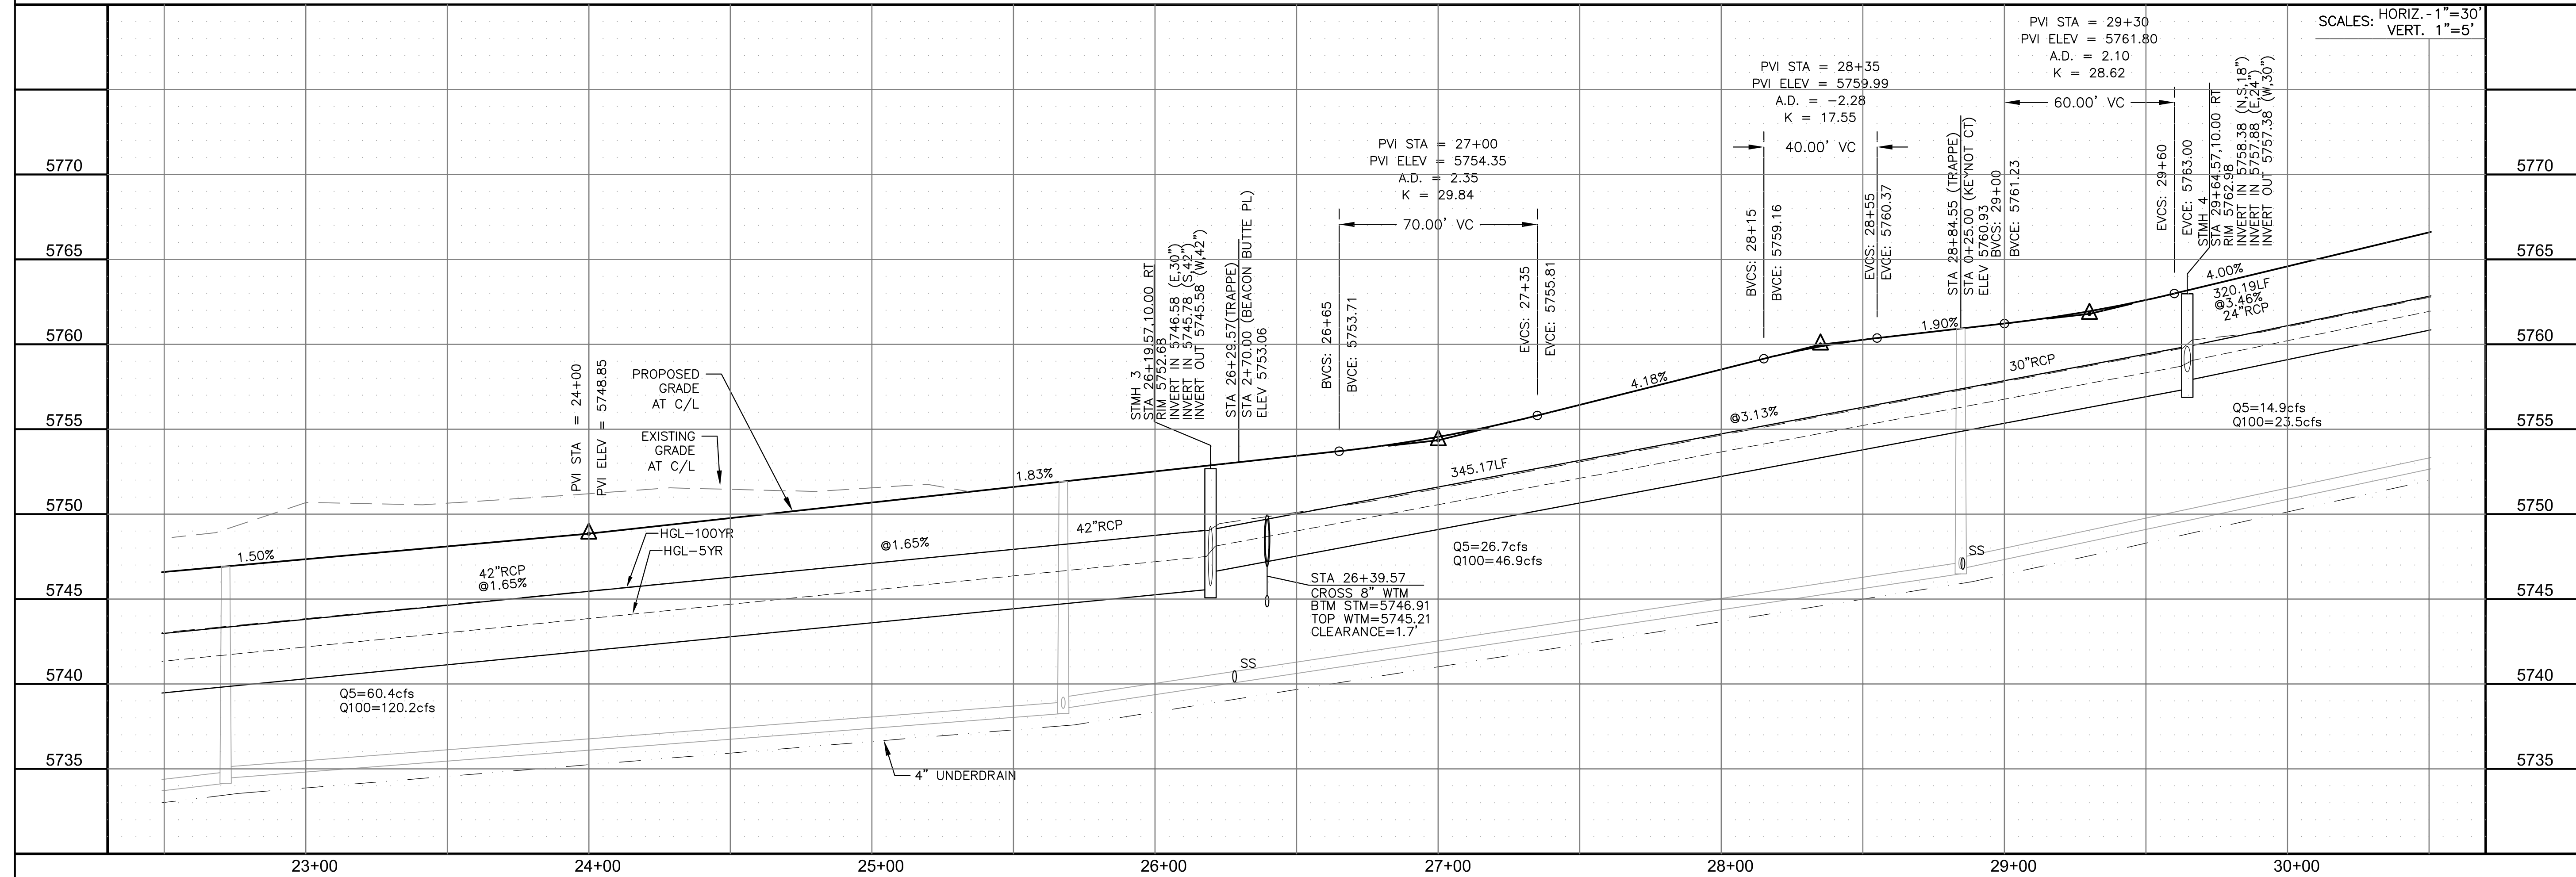 SCALES: HORIZ.-1"=30'
VERT. 1"=5'
PVI STA = 29+30
PVI ELEV = 5761.80
A.D. = 2.10
K = 28.62
60.00' VC
PVI STA = 28+35
PVI ELEV = 5759.99
A.D. = -2.28
K = 17.55
40.00' VC
PVI STA = 27+00
PVI ELEV = 5754.35
A.D. = 2.35
K = 29.84
70.00' VC
5770
5765
5760
5755
5750
5745
5740
5735
PVI STA = 24+00
PVI ELEV = 5748.85
PROPOSED
GRADE
AT C/L
EXISTING
GRADE
AT C/L
HGL-100YR
HGL-5YR
STMH 3
STA 26+19.57,10.00 RT
RIM 5752.68
INVERT IN 5746.58 (E,30")
INVERT IN 5745.78 (S,42")
INVERT OUT 5745.58 (W,42")
STA 26+29.57(TRAPPE)
STA 2+70.00 (BEACON BUTTE PL)
ELEV 5753.06
BVCS: 26+65
BVCE: 5753.71
EVCS: 27+35
EVCE: 5755.81
BVCS: 28+15
BVCE: 5759.16
EVCS: 28+55
EVCE: 5760.37
STA 28+84.55 (TRAPPE)
STA 0+25.00 (KEYNOT CT)
ELEV 5760.93
BVCS: 29+00
BVCE: 5761.23
EVCS: 29+60
EVCE: 5763.00
STMH 4
STA 29+64.57,10.00 RT
RIM 5762.98
INVERT IN 5758.38 (N,S,18")
INVERT IN 5757.88 (E,24")
INVERT OUT 5757.38 (W,30")
1.50%
1.83%
4.18%
1.90%
4.00%
320.19LF
@3.46%
24"RCP
30"RCP
@3.13%
345.17LF
42"RCP
@1.65%
42"RCP
@1.65%
Q5=14.9cfs
Q100=23.5cfs
Q5=26.7cfs
Q100=46.9cfs
Q5=60.4cfs
Q100=120.2cfs
STA 26+39.57
CROSS 8" WTM
BTM STM=5746.91
TOP WTM=5745.21
CLEARANCE=1.7'
SS
SS
4" UNDERDRAIN
5770
5765
5760
5755
5750
5745
5740
5735
23+00
24+00
25+00
26+00
27+00
28+00
29+00
30+00